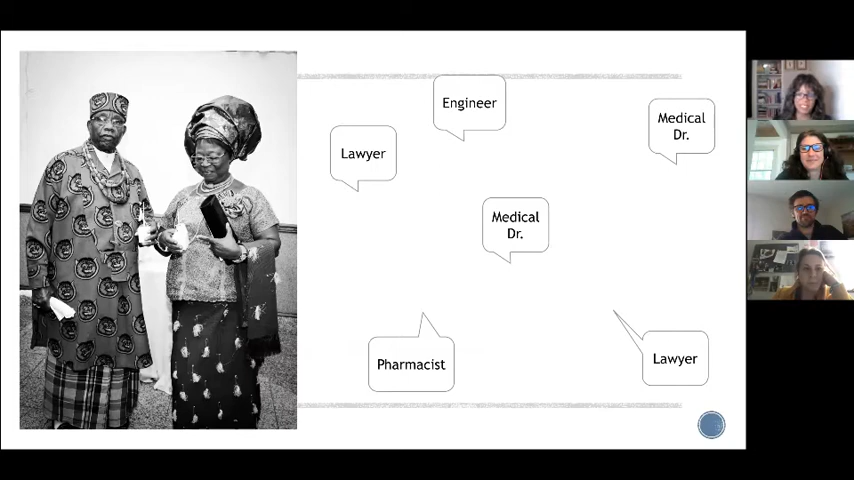 Engineer
Medical
Dr.
Lawyer
Medical
Dr.
Pharmacist
Lawyer